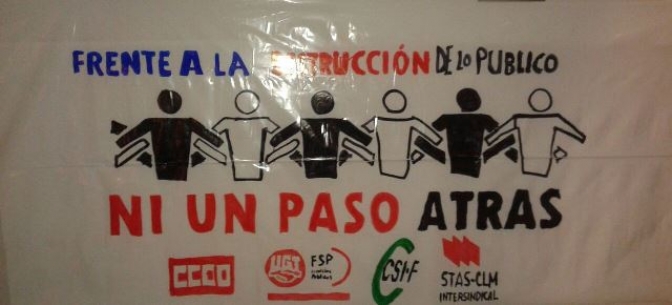 FRENTE A LA DESTRUCCIÓN DE LO PUBLICO
NI UN PASO ATRAS
CCOO
UGT
FSP
CSI-F
STAS-CLM
INTERSINDICAL